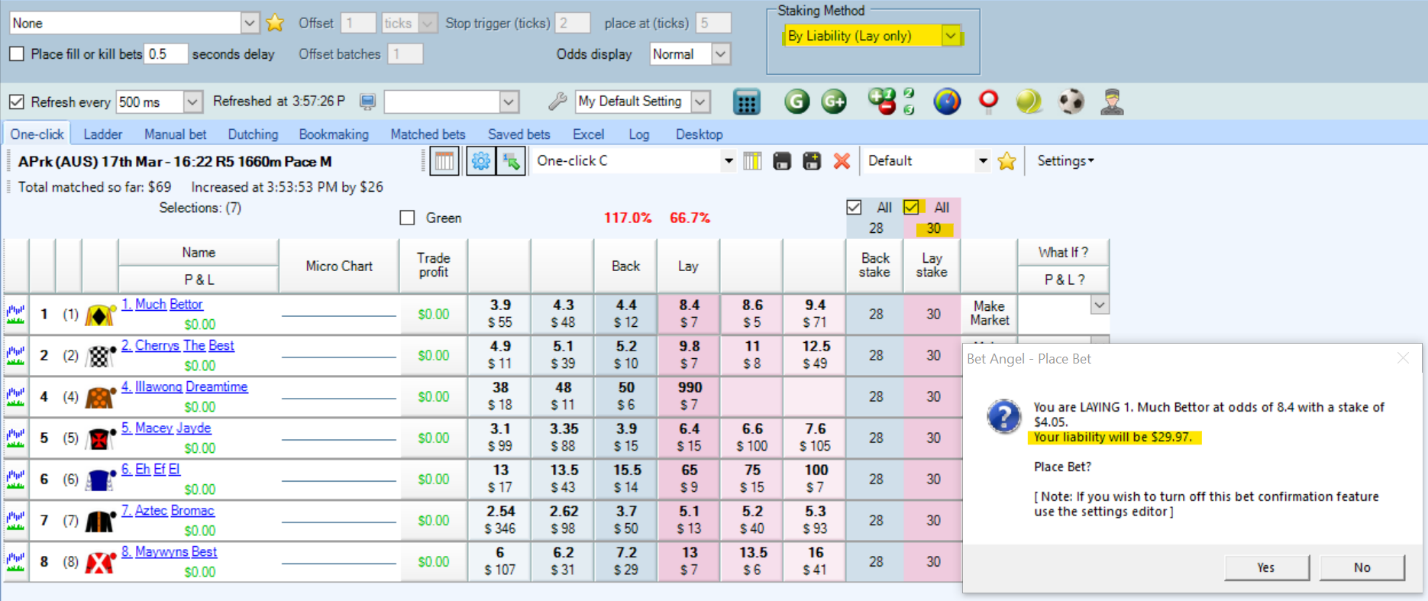 None Offset 1 ticks Stop trigger (ticks) 2 place at (ticks) 5
Staking Method
By Liability (Lay only)
Place fill or kill bets 0.5 seconds delay Offset batches 1 Odds display Normal
Refresh every 500 ms Refreshed at 3:57:26 P My Default Setting G G+
One-click Ladder Manual bet Dutching Bookmaking Matched bets Saved bets Excel Log Desktop
APrk (AUS) 17th Mar - 16:22 R5 1660m Pace M One-click C Default Settings
Total matched so far: $69 Increased at 3:53:53 PM by $26
Selections: (7) Green 117.0% 66.7% All All
28 30
Name Micro Chart Trade profit Back Lay Back stake Lay stake What If ?
P & L P & L ?
1 (1) 1. Much Bettor $0.00 3.9 4.3 4.4 8.4 8.6 9.4 28 30 Make Market
$0.00 $ 55 $ 48 $ 12 $ 7 $ 5 $ 71
2 (2) 2. Cherrys The Best $0.00 4.9 5.1 5.2 9.8 11 12.5 28 30
$0.00 $ 11 $ 39 $ 10 $ 7 $ 8 $ 49
4 (4) 4. Illawong Dreamtime $0.00 38 48 50 990 28 30
$0.00 $ 18 $ 11 $ 6 $ 7
5 (5) 5. Macey Jayde $0.00 3.1 3.35 3.9 6.4 6.6 7.6 28 30
$0.00 $ 99 $ 88 $ 15 $ 15 $ 100 $ 105
6 (6) 6. Eh Ef El $0.00 13 13.5 15.5 65 75 100 28 30
$0.00 $ 17 $ 43 $ 14 $ 9 $ 15 $ 7
7 (7) 7. Aztec Bromac $0.00 2.54 2.62 3.7 5.1 5.2 5.3 28 30
$0.00 $ 346 $ 98 $ 50 $ 13 $ 40 $ 93
8 (8) 8. Maywyns Best $0.00 6 6.2 7.2 13 13.5 16 28 30
$0.00 $ 107 $ 31 $ 29 $ 7 $ 6 $ 41
Bet Angel - Place Bet
You are LAYING 1. Much Bettor at odds of 8.4 with a stake of
$4.05.
Your liability will be $29.97.
Place Bet?
[ Note: If you wish to turn off this bet confirmation feature
use the settings editor ]
Yes No